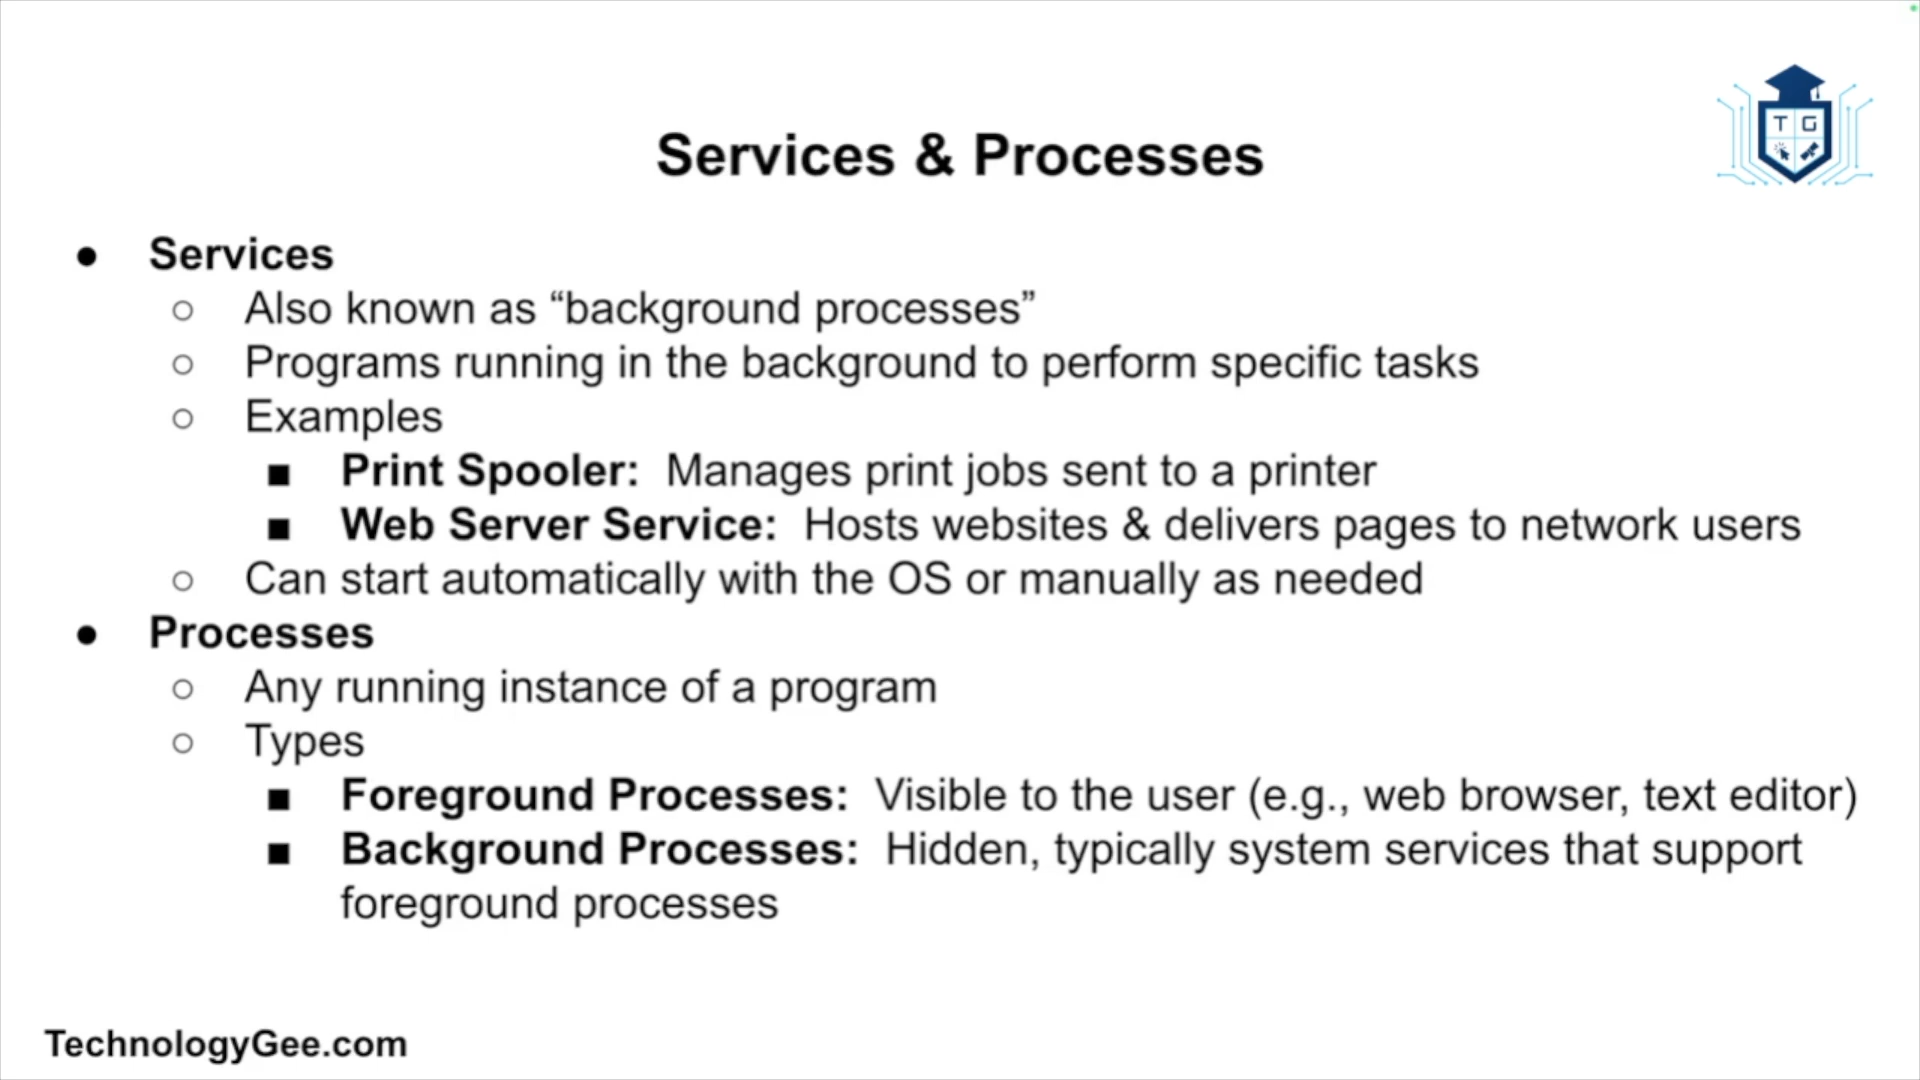 T G
Services & Processes
● Services
○ Also known as “background processes”
○ Programs running in the background to perform specific tasks
○ Examples
■ Print Spooler: Manages print jobs sent to a printer
■ Web Server Service: Hosts websites & delivers pages to network users
○ Can start automatically with the OS or manually as needed
● Processes
○ Any running instance of a program
○ Types
■ Foreground Processes: Visible to the user (e.g., web browser, text editor)
■ Background Processes: Hidden, typically system services that support
foreground processes
TechnologyGee.com